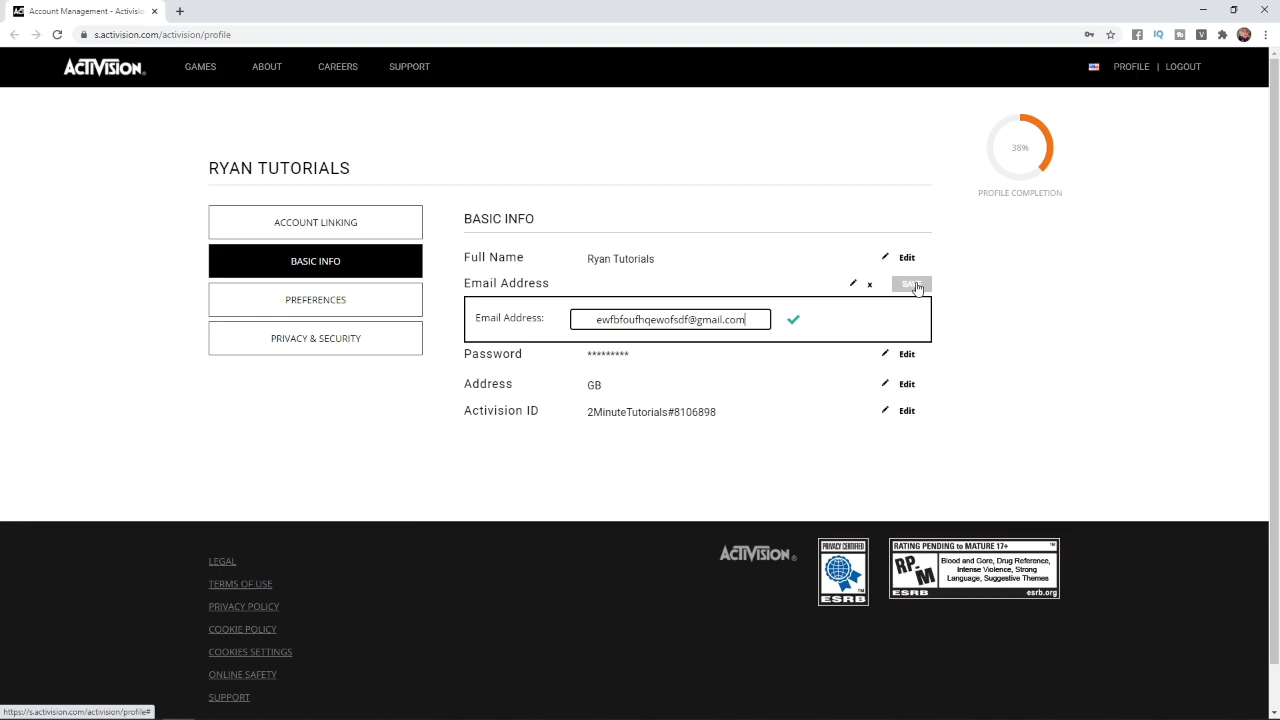 Account Management - Activisio
s.activision.com/activision/profile
ACTIVISION®
GAMES
ABOUT
CAREERS
SUPPORT
PROFILE | LOGOUT
38%
PROFILE COMPLETION
RYAN TUTORIALS
ACCOUNT LINKING
BASIC INFO
PREFERENCES
PRIVACY & SECURITY
BASIC INFO
Full Name Ryan Tutorials Edit
Email Address x SAVE
Email Address: ewfbfoufhqewofsdf@gmail.com
Password ********* Edit
Address GB Edit
Activision ID 2MinuteTutorials#8106898 Edit
LEGAL
TERMS OF USE
PRIVACY POLICY
COOKIE POLICY
COOKIES SETTINGS
ONLINE SAFETY
SUPPORT
ACTIVISION®
PRIVACY CERTIFIED
ESRB
RATING PENDING to MATURE 17+
RP M
Blood and Gore, Drug Reference,
Intense Violence, Strong
Language, Suggestive Themes
ESRB esrb.org
https://s.activision.com/activision/profile#